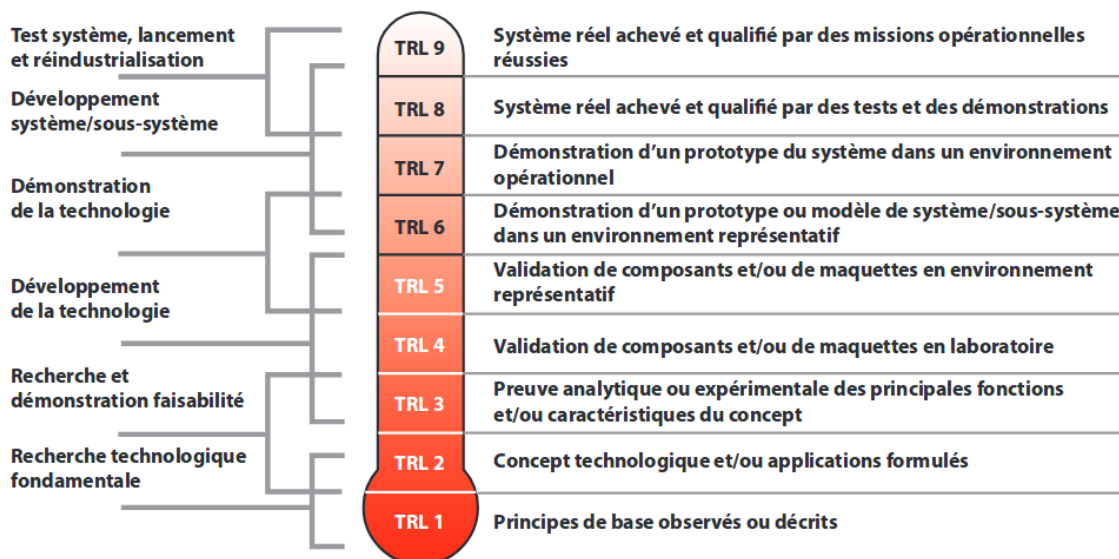 Test système, lancement
et réindustrialisation
Développement
système/sous-système
Démonstration
de la technologie
Développement
de la technologie
Recherche et
démonstration faisabilité
Recherche technologique
fondamentale
TRL 9
Système réel achevé et qualifié par des missions opérationnelles
réussies
TRL 8
Système réel achevé et qualifié par des tests et des démonstrations
TRL 7
Démonstration d’un prototype du système dans un environnement
opérationnel
TRL 6
Démonstration d’un prototype ou modèle de système/sous-système
dans un environnement représentatif
TRL 5
Validation de composants et/ou de maquettes en environnement
représentatif
TRL 4
Validation de composants et/ou de maquettes en laboratoire
TRL 3
Preuve analytique ou expérimentale des principales fonctions
et/ou caractéristiques du concept
TRL 2
Concept technologique et/ou applications formulés
TRL 1
Principes de base observés ou décrits